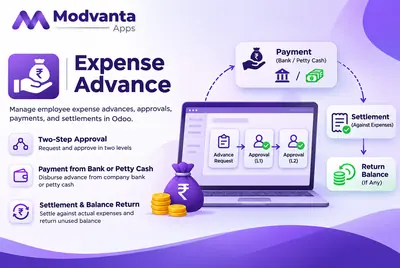 Modvanta
Apps
Expense
Advance
Manage employee expense advances, approvals,
payments, and settlements in Odoo.
Two-Step Approval
Request and approve in two levels
Payment from Bank or Petty Cash
Disburse advance from company bank
or petty cash
Settlement & Balance Return
Settle against actual expenses and
return unused balance
Payment
(Bank / Petty Cash)
/
Settlement
(Against Expenses)
Return
Balance
(If Any)
Advance
Request
Approval
(L1)
Approval
(L2)
₹
₹
₹
₹